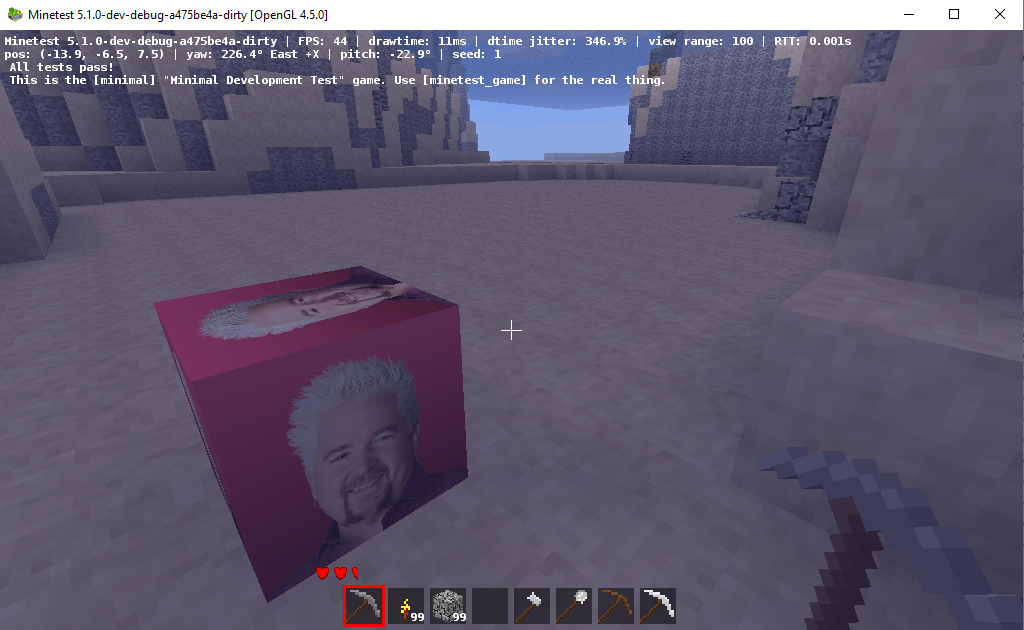 Minetest 5.1.0-dev-debug-a475be4a-dirty [OpenGL 4.5.0]
Minetest 5.1.0-dev-debug-a475be4a-dirty | FPS: 44 | drawtime: 11ms | dtime jitter: 346.9% | view range: 100 | RTT: 0.001s
pos: (-13.9, -6.5, 7.5) | yaw: 226.4° East +X | pitch: -22.9° | seed: 1
All tests pass!
This is the [minimal] "Minimal Development Test" game. Use [minetest_game] for the real thing.
99 99